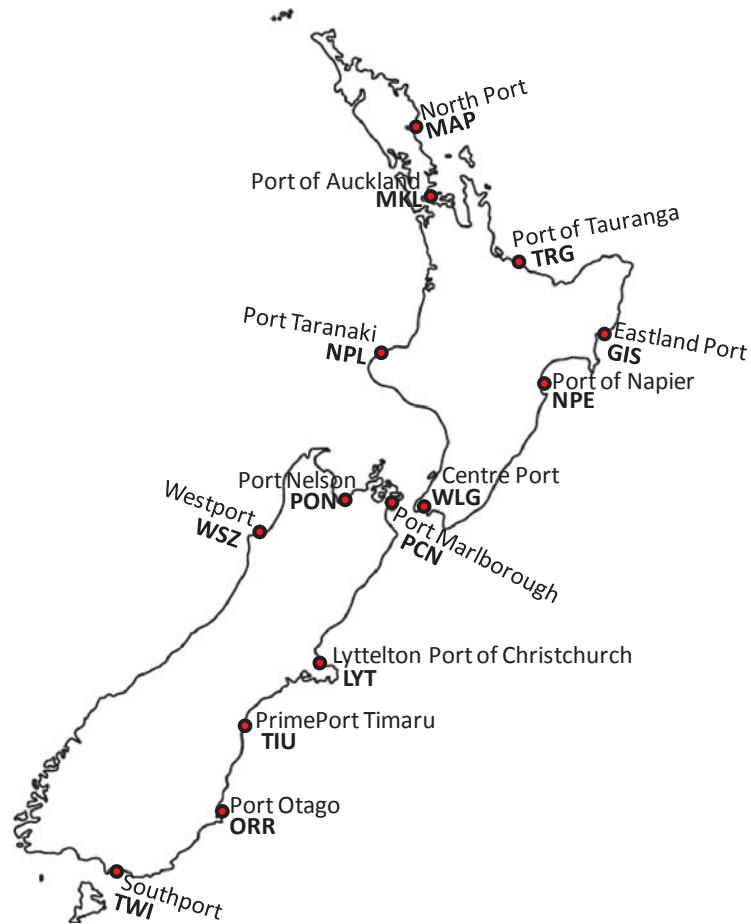 North Port
MAP
Port of Auckland
MKL
Port of Tauranga
TRG
Port Taranaki
NPL
Eastland Port
GIS
Port of Napier
NPE
Centre Port
WLG
Port Nelson
PON
Westport
WSZ
Port Marlborough
PCN
Lyttelton Port of Christchurch
LYT
PrimePort Timaru
TIU
Port Otago
ORR
Southport
TWI